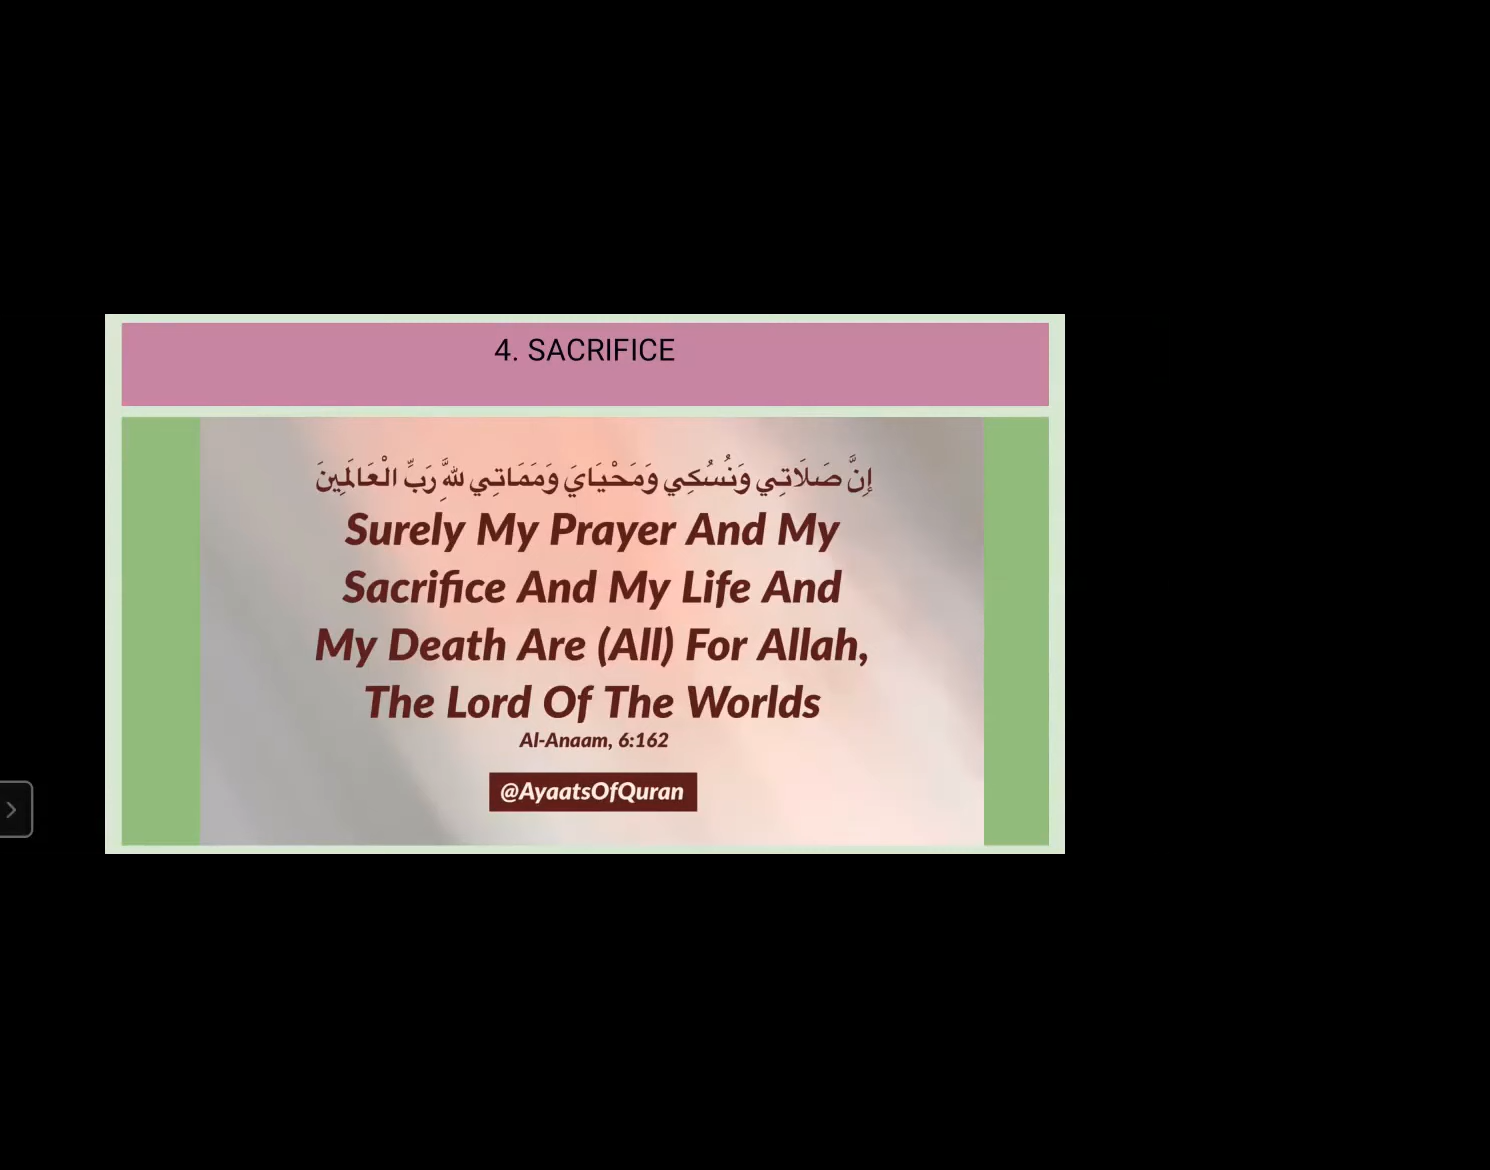 4. SACRIFICE
إِنَّ صَلَاتِي وَنُسُكِي وَمَحْيَايَ وَمَمَاتِي لِلَّهِ رَبِّ الْعَالَمِينَ
Surely My Prayer And My
Sacrifice And My Life And
My Death Are (All) For Allah,
The Lord Of The Worlds
Al-Anaam, 6:162
@AyaatsOfQuran